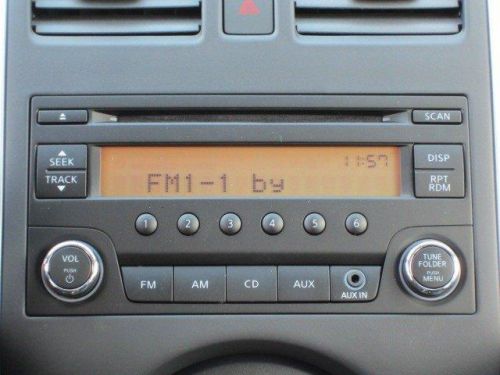 SCAN
11:57
SEEK
TRACK
FM1-1 by
DISP
RPT
RDM
1 2 3 4 5 6
VOL
PUSH
FM AM CD AUX
AUX IN
TUNE
FOLDER
PUSH
MENU